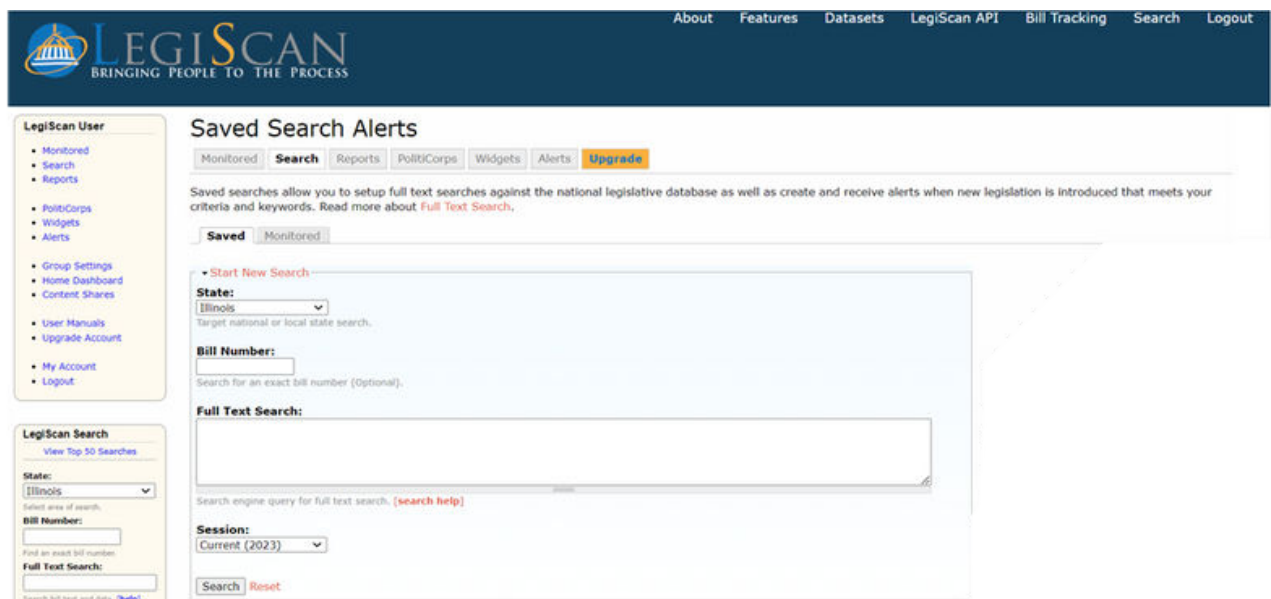 About Features Datasets LegiScan API Bill Tracking Search Logout
LEGISCAN
BRINGING PEOPLE TO THE PROCESS
LegiScan User
Monitored
Search
Reports
PolitiCorps
Widgets
Alerts
Group Settings
Home Dashboard
Content Shares
User Manuals
Upgrade Account
My Account
Logout
LegiScan Search
View Top 50 Searches
State:
Illinois
Select area of search.
Bill Number:
Find an exact bill number.
Full Text Search:
Search bill text and data. [help]
Saved Search Alerts
Monitored Search Reports PolitiCorps Widgets Alerts Upgrade
Saved searches allow you to setup full text searches against the national legislative database as well as create and receive alerts when new legislation is introduced that meets your
criteria and keywords. Read more about Full Text Search.
Saved Monitored
Start New Search
State:
Illinois
Target national or local state search.
Bill Number:
Search for an exact bill number (Optional).
Full Text Search:
Search engine query for full text search. [search help]
Session:
Current (2023)
Search Reset